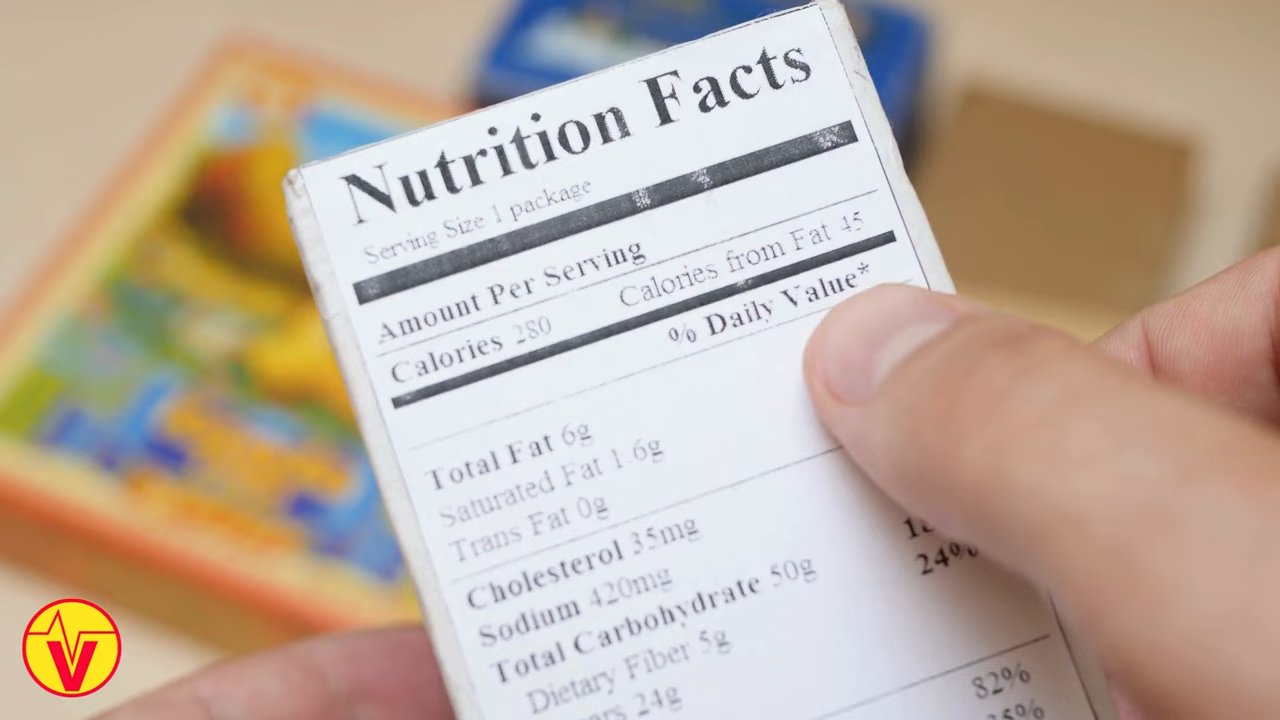 Nutrition Facts
Serving Size 1 package
Amount Per Serving
Calories 280 Calories from Fat 45
% Daily Value*
Total Fat 6g
Saturated Fat 1.6g
Trans Fat 0g
Cholesterol 35mg
Sodium 420mg
Total Carbohydrate 50g 24%
Dietary Fiber 5g
24g
82%
V